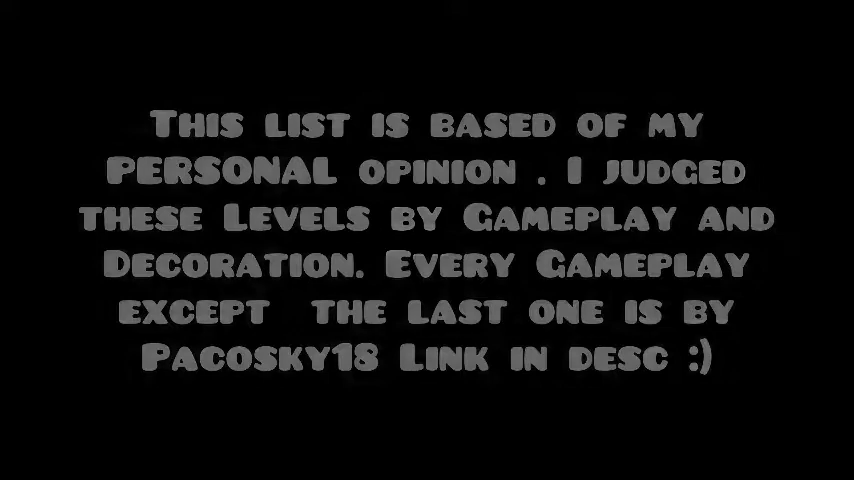 This list is based of my
PERSONAL opinion . I judged
these Levels by Gameplay and
Decoration. Every Gameplay
except the last one is by
Pacosky18 Link in desc :)